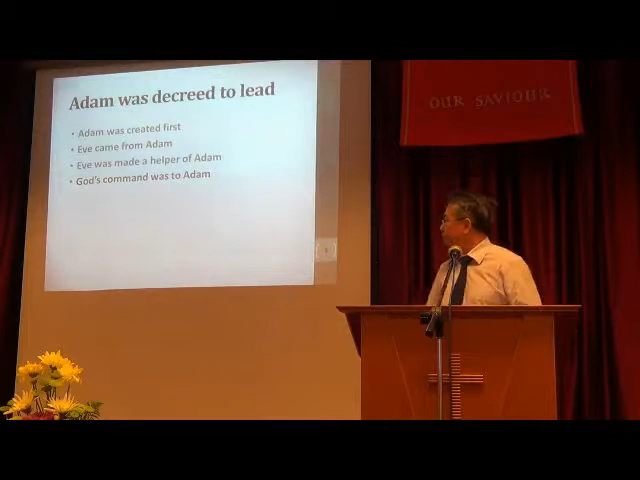 Adam was decreed to lead
• Adam was created first
• Eve came from Adam
• Eve was made a helper of Adam
• God's command was to Adam
OUR SAVIOUR